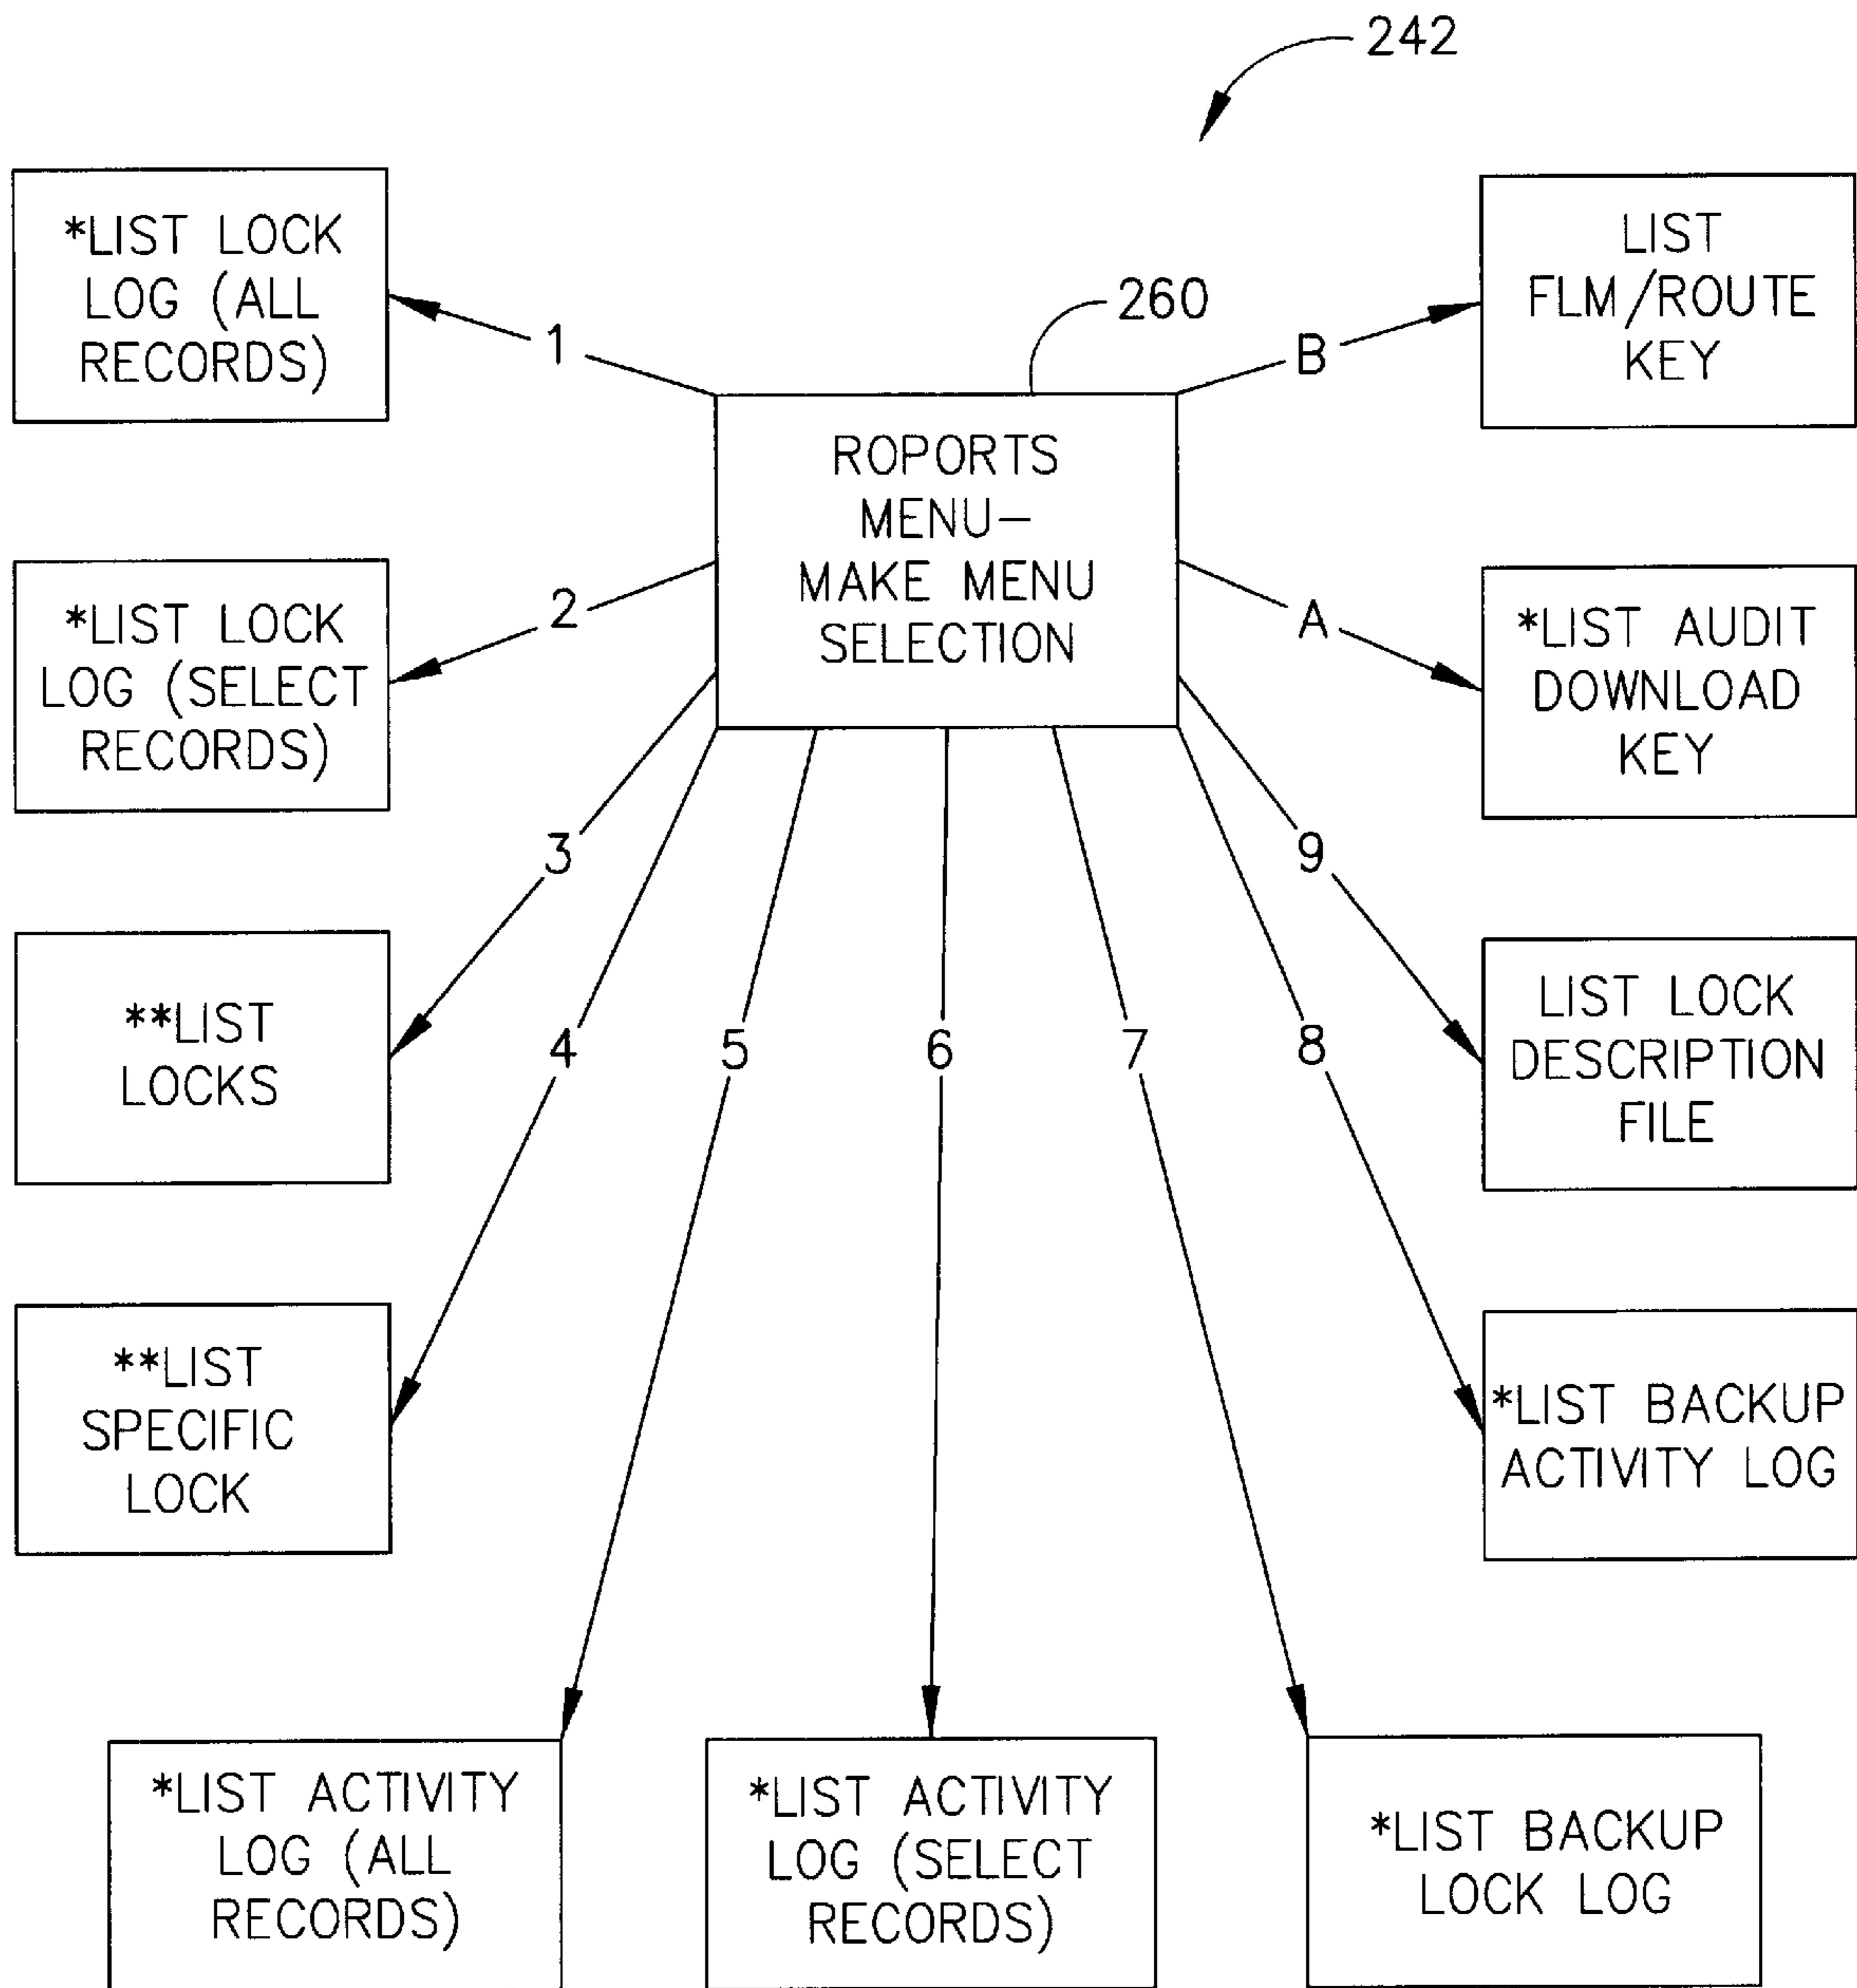 242
*LIST LOCK
LOG (ALL
RECORDS)
1
260
B
LIST
FLM/ROUTE
KEY
ROPORTS
MENU—
MAKE MENU
SELECTION
*LIST LOCK
LOG (SELECT
RECORDS)
2
A
*LIST AUDIT
DOWNLOAD
KEY
3
9
**LIST
LOCKS
4
5
6
7
8
LIST LOCK
DESCRIPTION
FILE
**LIST
SPECIFIC
LOCK
*LIST BACKUP
ACTIVITY LOG
*LIST ACTIVITY
LOG (ALL
RECORDS)
*LIST ACTIVITY
LOG (SELECT
RECORDS)
*LIST BACKUP
LOCK LOG